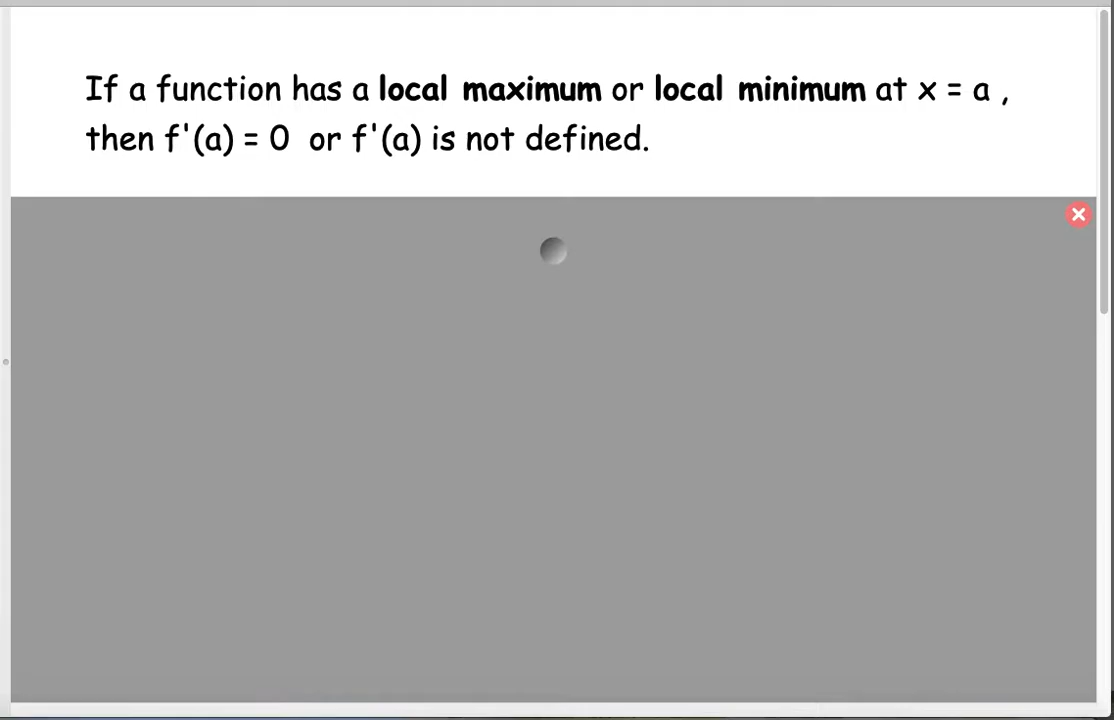 If a function has a local maximum or local minimum at x = a ,
then f'(a) = 0 or f'(a) is not defined.